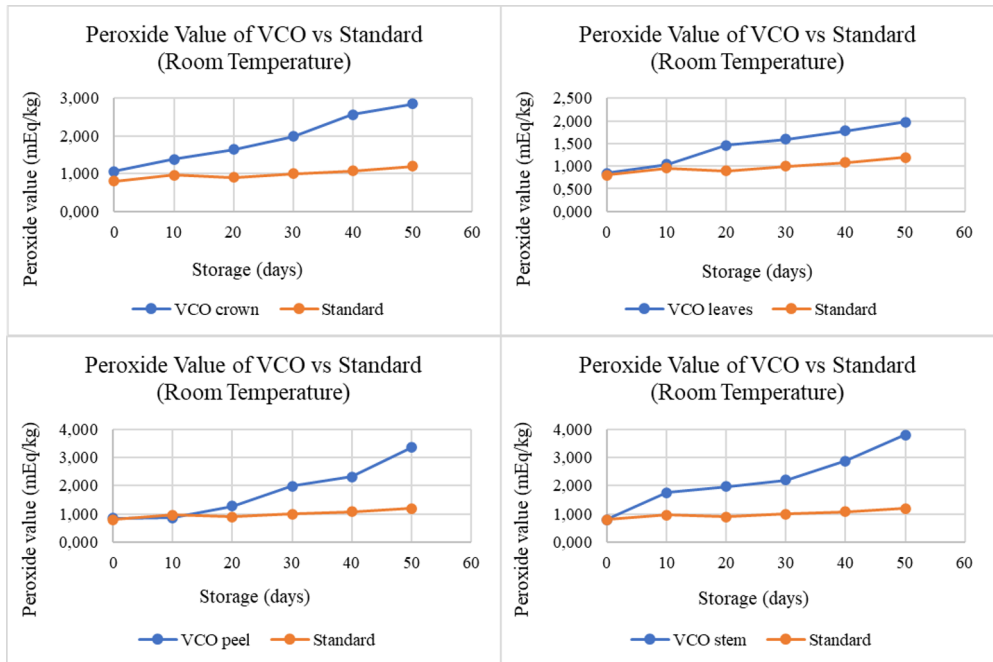 Peroxide Value of VCO vs Standard
(Room Temperature)
Peroxide value (mEq/kg)
3,000
2,000
1,000
0,000
0 10 20 30 40 50 60
Storage (days)
VCO crown Standard
Peroxide Value of VCO vs Standard
(Room Temperature)
Peroxide value (mEq/kg)
2,500
2,000
1,500
1,000
0,500
0,000
0 10 20 30 40 50 60
Storage (days)
VCO leaves Standard
Peroxide Value of VCO vs Standard
(Room Temperature)
Peroxide value (mEq/kg)
4,000
3,000
2,000
1,000
0,000
0 10 20 30 40 50 60
Storage (days)
VCO peel Standard
Peroxide Value of VCO vs Standard
(Room Temperature)
Peroxide value (mEq/kg)
4,000
3,000
2,000
1,000
0,000
0 10 20 30 40 50 60
Storage (days)
VCO stem Standard